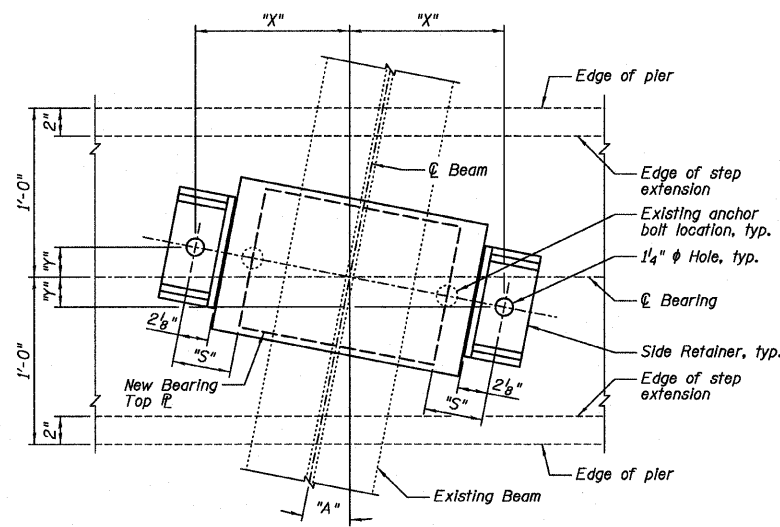 "X"
"X"
Edge of pier
2"
℄ Beam
Edge of step
extension
1'-0"
Existing anchor
bolt location, typ.
1¼" ϕ Hole, typ.
"Y"
"Y"
℄ Bearing
1'-0"
2⅛"
"S"
Side Retainer, typ.
2⅛"
"S"
New Bearing
Top ℙL
Edge of step
extension
2"
Edge of pier
Existing Beam
"A"